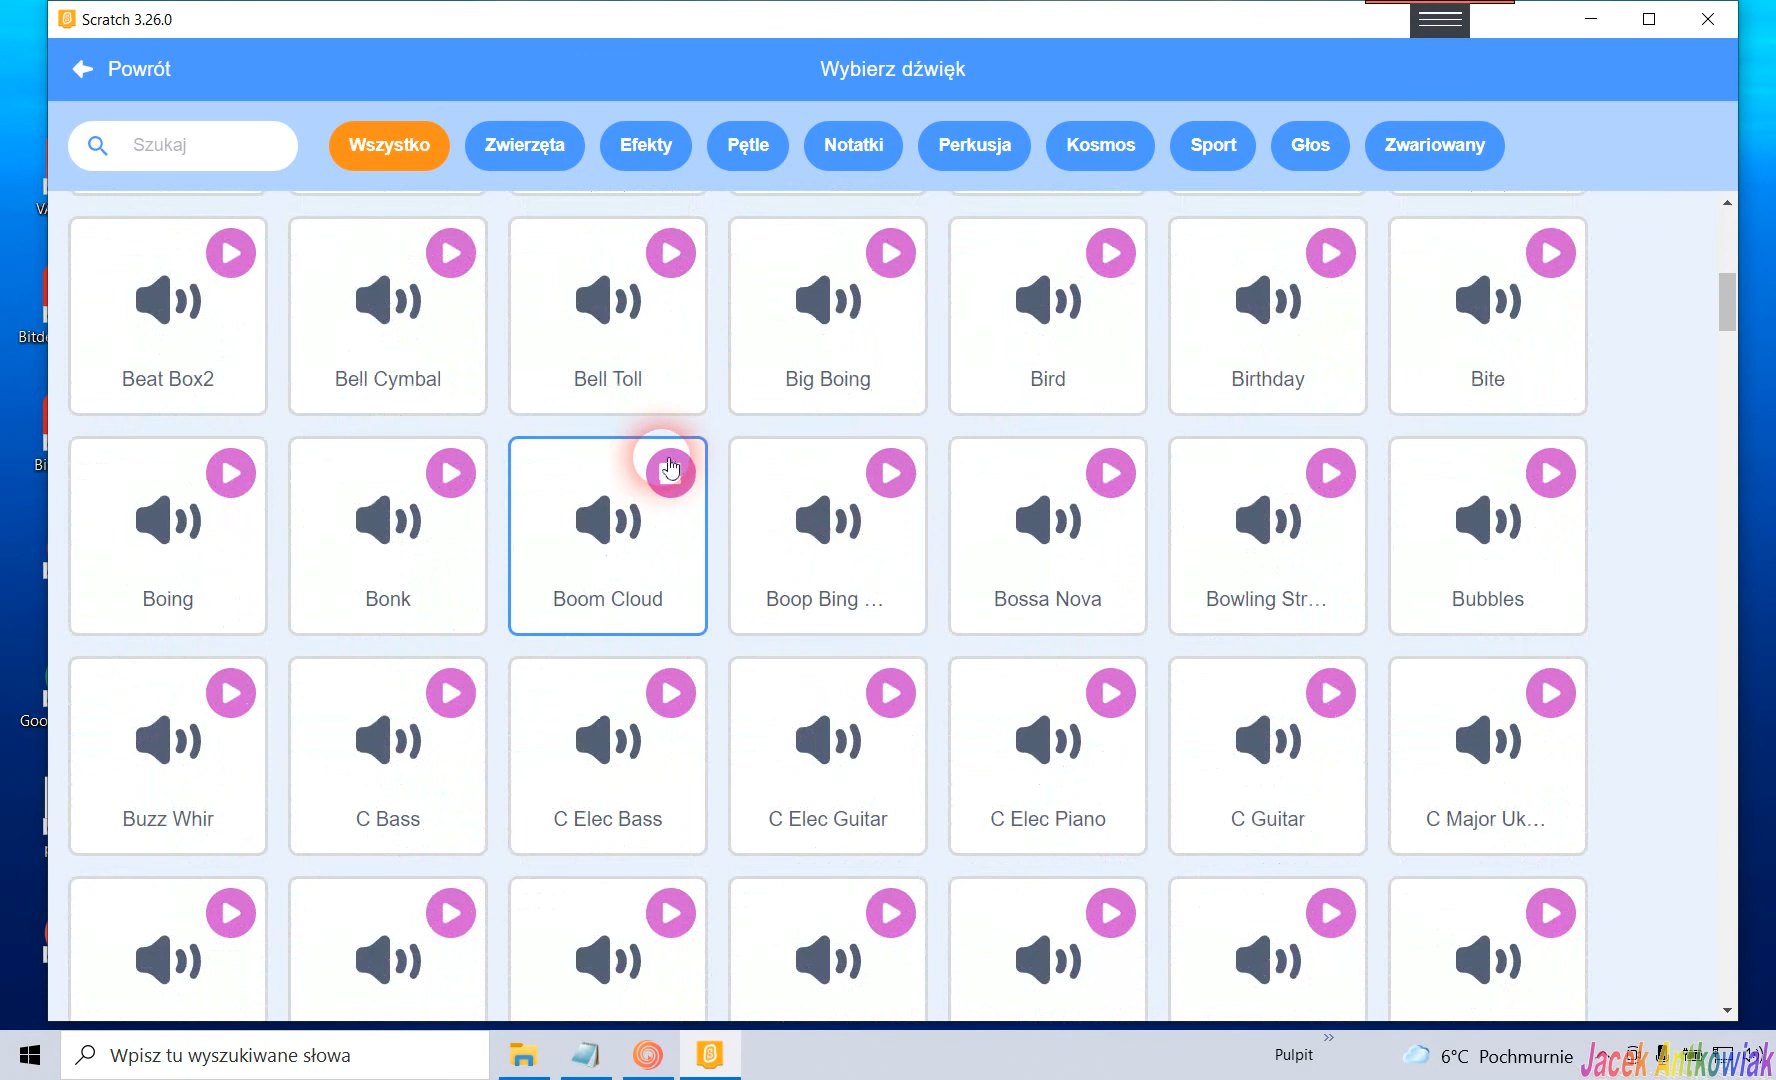 Scratch 3.26.0
Powrót
Wybierz dźwięk
Szukaj
Wszystko
Zwierzęta
Efekty
Pętle
Notatki
Perkusja
Kosmos
Sport
Głos
Zwariowany
Beat Box2
Bell Cymbal
Bell Toll
Big Boing
Bird
Birthday
Bite
Boing
Bonk
Boom Cloud
Boop Bing ...
Bossa Nova
Bowling Str...
Bubbles
Buzz Whir
C Bass
C Elec Bass
C Elec Guitar
C Elec Piano
C Guitar
C Major Uk...
Wpisz tu wyszukiwane słowa
Pulpit
6°C Pochmurnie
Jacek Antkowiak